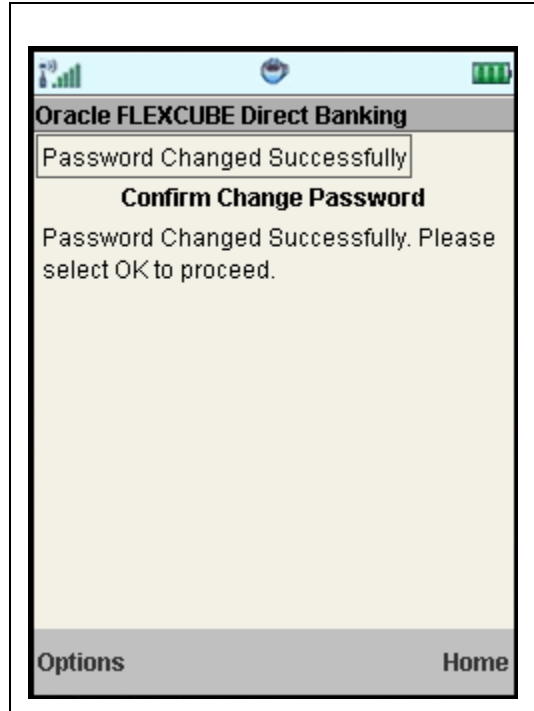 Oracle FLEXCUBE Direct Banking
Password Changed Successfully
Confirm Change Password
Password Changed Successfully. Please
select OK to proceed.
Options Home